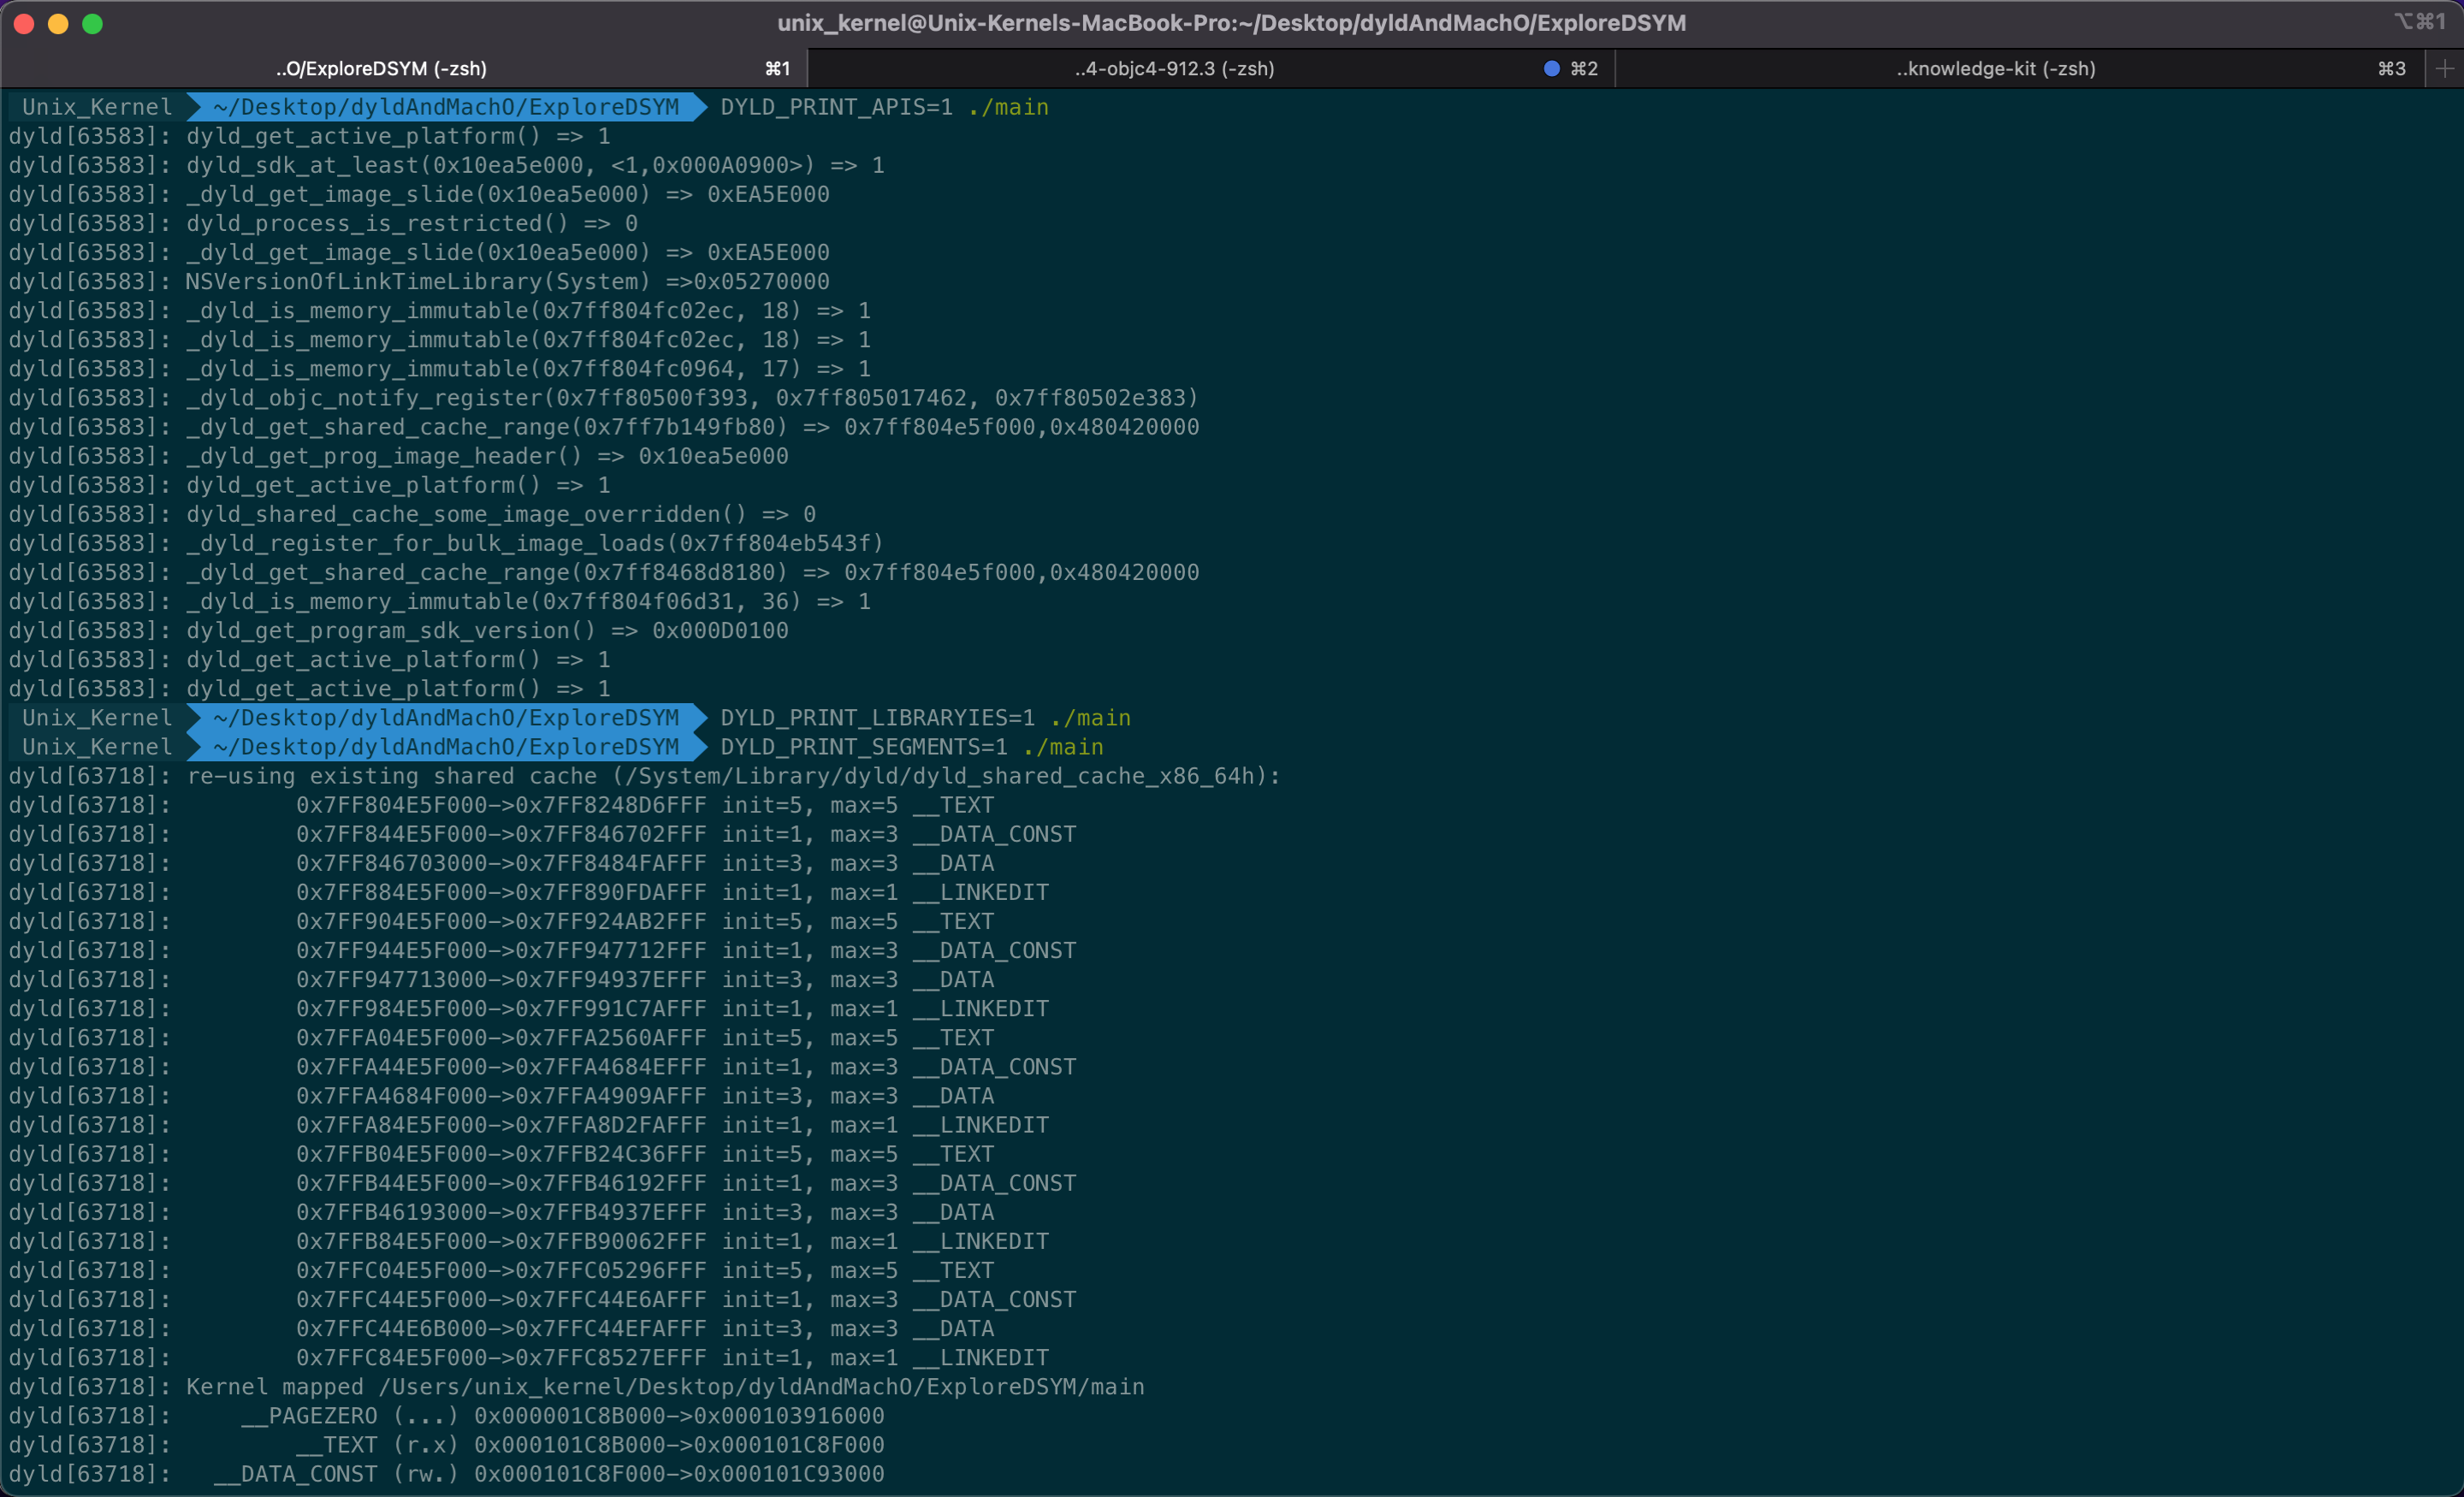 unix_kernel@Unix-Kernels-MacBook-Pro:~/Desktop/dyldAndMachO/ExploreDSYM ⌥⌘1
..O/ExploreDSYM (-zsh) ⌘1 ..4-objc4-912.3 (-zsh) ⌘2 ..knowledge-kit (-zsh) ⌘3
Unix_Kernel ~/Desktop/dyldAndMachO/ExploreDSYM DYLD_PRINT_APIS=1 ./main
dyld[63583]: dyld_get_active_platform() => 1
dyld[63583]: dyld_sdk_at_least(0x10ea5e000, <1,0x000A0900>) => 1
dyld[63583]: _dyld_get_image_slide(0x10ea5e000) => 0xEA5E000
dyld[63583]: dyld_process_is_restricted() => 0
dyld[63583]: _dyld_get_image_slide(0x10ea5e000) => 0xEA5E000
dyld[63583]: NSVersionOfLinkTimeLibrary(System) =>0x05270000
dyld[63583]: _dyld_is_memory_immutable(0x7ff804fc02ec, 18) => 1
dyld[63583]: _dyld_is_memory_immutable(0x7ff804fc02ec, 18) => 1
dyld[63583]: _dyld_is_memory_immutable(0x7ff804fc0964, 17) => 1
dyld[63583]: _dyld_objc_notify_register(0x7ff80500f393, 0x7ff805017462, 0x7ff80502e383)
dyld[63583]: _dyld_get_shared_cache_range(0x7ff7b149fb80) => 0x7ff804e5f000,0x480420000
dyld[63583]: _dyld_get_prog_image_header() => 0x10ea5e000
dyld[63583]: dyld_get_active_platform() => 1
dyld[63583]: dyld_shared_cache_some_image_overridden() => 0
dyld[63583]: _dyld_register_for_bulk_image_loads(0x7ff804eb543f)
dyld[63583]: _dyld_get_shared_cache_range(0x7ff8468d8180) => 0x7ff804e5f000,0x480420000
dyld[63583]: _dyld_is_memory_immutable(0x7ff804f06d31, 36) => 1
dyld[63583]: dyld_get_program_sdk_version() => 0x000D0100
dyld[63583]: dyld_get_active_platform() => 1
dyld[63583]: dyld_get_active_platform() => 1
Unix_Kernel ~/Desktop/dyldAndMachO/ExploreDSYM DYLD_PRINT_LIBRARYIES=1 ./main
Unix_Kernel ~/Desktop/dyldAndMachO/ExploreDSYM DYLD_PRINT_SEGMENTS=1 ./main
dyld[63718]: re-using existing shared cache (/System/Library/dyld/dyld_shared_cache_x86_64h):
dyld[63718]: 0x7FF804E5F000->0x7FF8248D6FFF init=5, max=5 __TEXT
dyld[63718]: 0x7FF844E5F000->0x7FF846702FFF init=1, max=3 __DATA_CONST
dyld[63718]: 0x7FF846703000->0x7FF8484FAFFF init=3, max=3 __DATA
dyld[63718]: 0x7FF884E5F000->0x7FF890FDAFFF init=1, max=1 __LINKEDIT
dyld[63718]: 0x7FF904E5F000->0x7FF924AB2FFF init=5, max=5 __TEXT
dyld[63718]: 0x7FF944E5F000->0x7FF947712FFF init=1, max=3 __DATA_CONST
dyld[63718]: 0x7FF947713000->0x7FF94937EFFF init=3, max=3 __DATA
dyld[63718]: 0x7FF984E5F000->0x7FF991C7AFFF init=1, max=1 __LINKEDIT
dyld[63718]: 0x7FFA04E5F000->0x7FFA2560AFFF init=5, max=5 __TEXT
dyld[63718]: 0x7FFA44E5F000->0x7FFA4684EFFF init=1, max=3 __DATA_CONST
dyld[63718]: 0x7FFA4684F000->0x7FFA4909AFFF init=3, max=3 __DATA
dyld[63718]: 0x7FFA84E5F000->0x7FFA8D2FAFFF init=1, max=1 __LINKEDIT
dyld[63718]: 0x7FFB04E5F000->0x7FFB24C36FFF init=5, max=5 __TEXT
dyld[63718]: 0x7FFB44E5F000->0x7FFB46192FFF init=1, max=3 __DATA_CONST
dyld[63718]: 0x7FFB46193000->0x7FFB4937EFFF init=3, max=3 __DATA
dyld[63718]: 0x7FFB84E5F000->0x7FFB90062FFF init=1, max=1 __LINKEDIT
dyld[63718]: 0x7FFC04E5F000->0x7FFC05296FFF init=5, max=5 __TEXT
dyld[63718]: 0x7FFC44E5F000->0x7FFC44E6AFFF init=1, max=3 __DATA_CONST
dyld[63718]: 0x7FFC44E6B000->0x7FFC44EFAFFF init=3, max=3 __DATA
dyld[63718]: 0x7FFC84E5F000->0x7FFC8527EFFF init=1, max=1 __LINKEDIT
dyld[63718]: Kernel mapped /Users/unix_kernel/Desktop/dyldAndMachO/ExploreDSYM/main
dyld[63718]: __PAGEZERO (...) 0x000001C8B000->0x000103916000
dyld[63718]: __TEXT (r.x) 0x000101C8B000->0x000101C8F000
dyld[63718]: __DATA_CONST (rw.) 0x000101C8F000->0x000101C93000